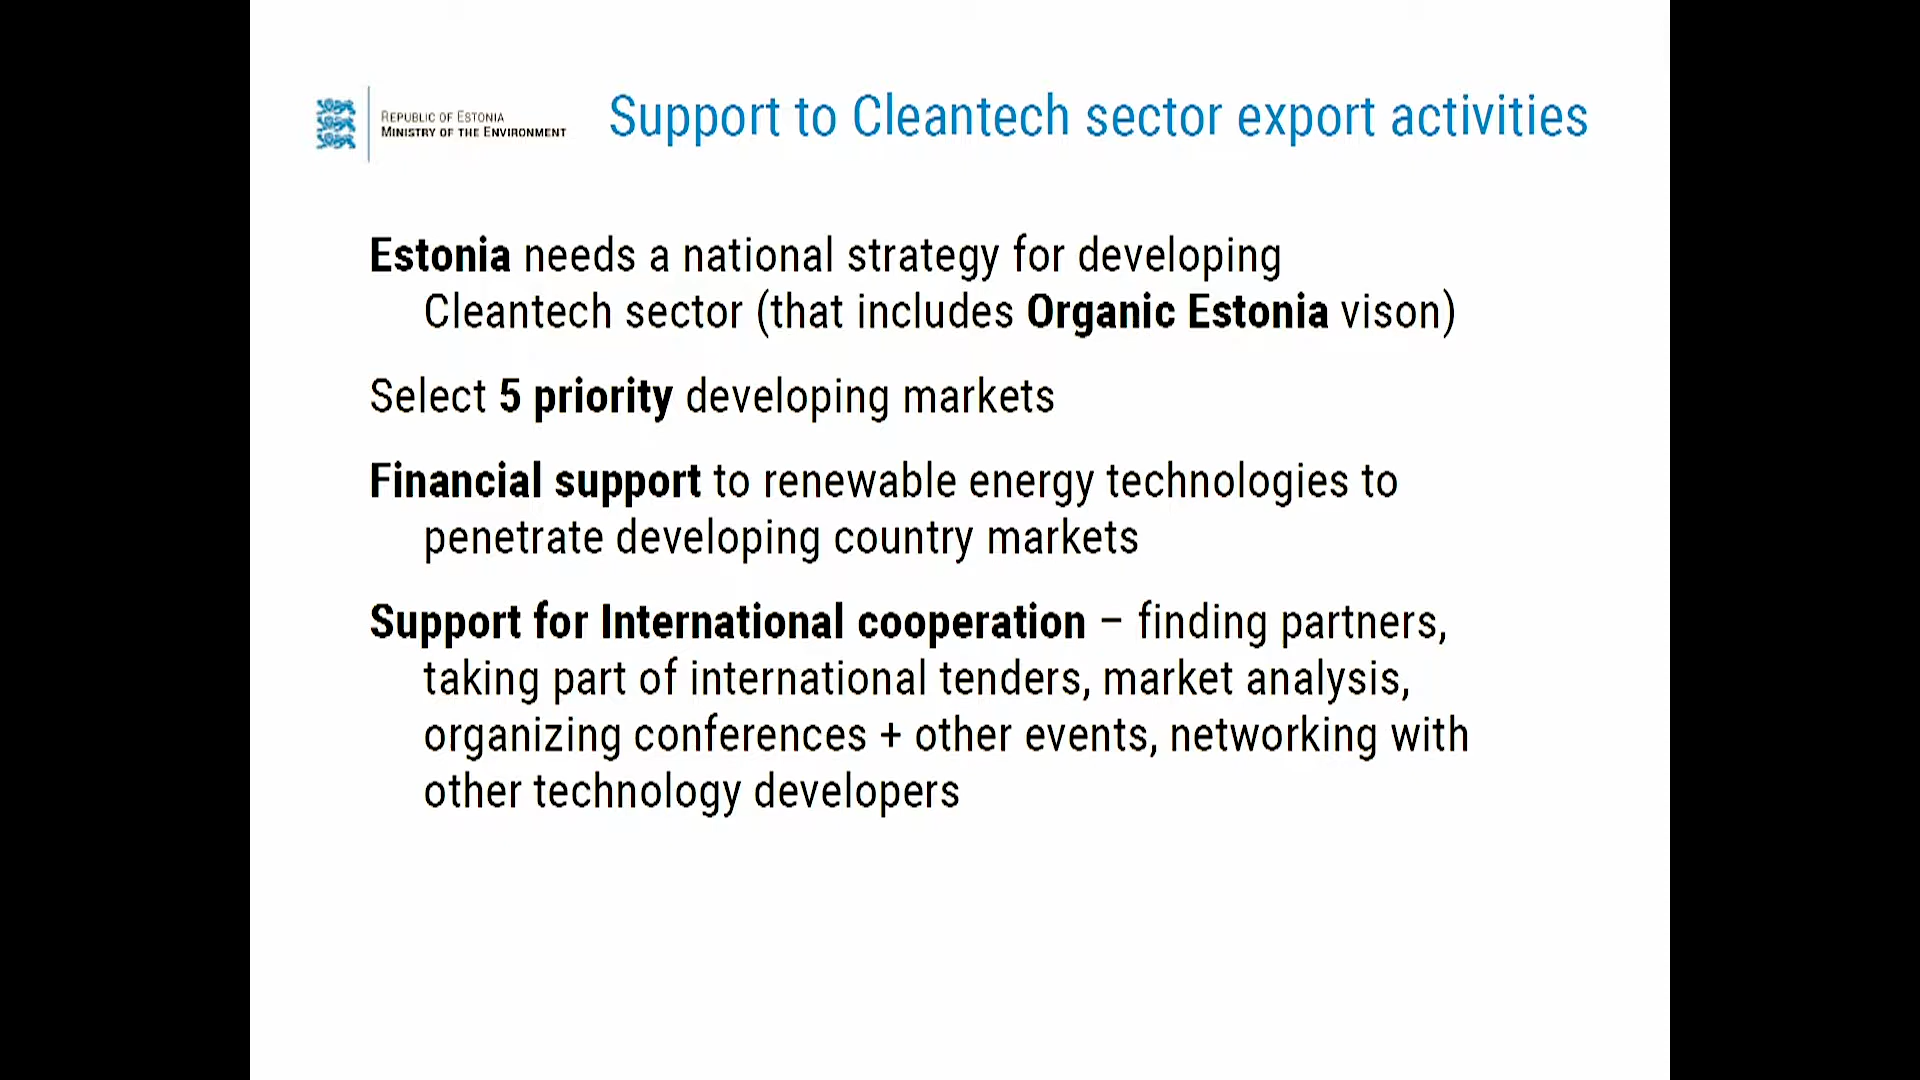 REPUBLIC OF ESTONIA
MINISTRY OF THE ENVIRONMENT
Support to Cleantech sector export activities
Estonia needs a national strategy for developing
Cleantech sector (that includes Organic Estonia vison)
Select 5 priority developing markets
Financial support to renewable energy technologies to
penetrate developing country markets
Support for International cooperation – finding partners,
taking part of international tenders, market analysis,
organizing conferences + other events, networking with
other technology developers